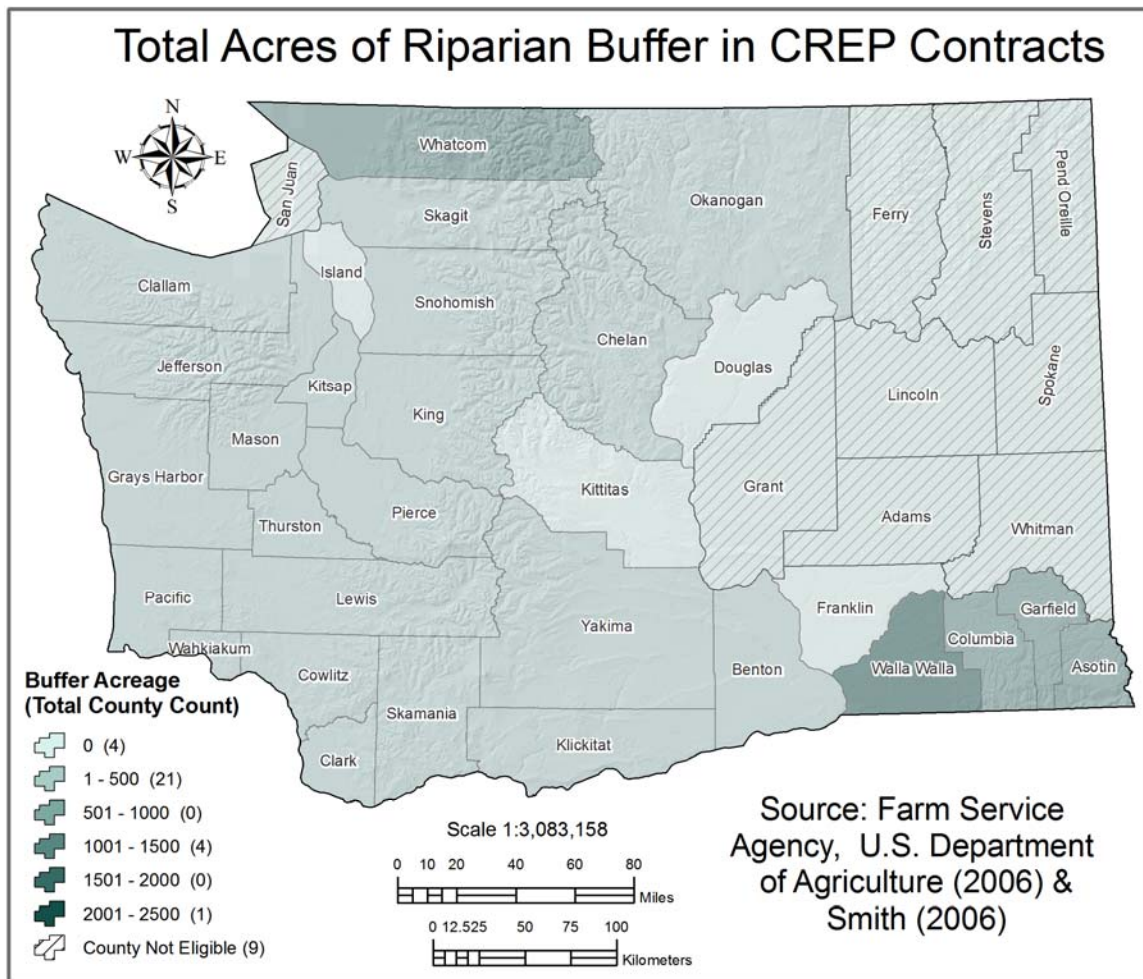 Total Acres of Riparian Buffer in CREP Contracts
N
W E
S
Whatcom
San Juan
Skagit
Okanogan
Ferry
Stevens
Pend Oreille
Island
Clallam
Snohomish
Chelan
Jefferson
Kitsap
Douglas
Lincoln
Spokane
King
Mason
Grays Harbor
Kittitas
Grant
Adams
Whitman
Thurston
Pierce
Pacific
Lewis
Yakima
Franklin
Garfield
Columbia
Wahkiakum
Benton
Walla Walla
Asotin
Cowlitz
Skamania
Klickitat
Clark
Buffer Acreage
(Total County Count)
0 (4)
1 - 500 (21)
501 - 1000 (0)
1001 - 1500 (4)
1501 - 2000 (0)
2001 - 2500 (1)
County Not Eligible (9)
Scale 1:3,083,158
0 10 20 40 60 80
Miles
0 12.525 50 75 100
Kilometers
Source: Farm Service
Agency, U.S. Department
of Agriculture (2006) &
Smith (2006)